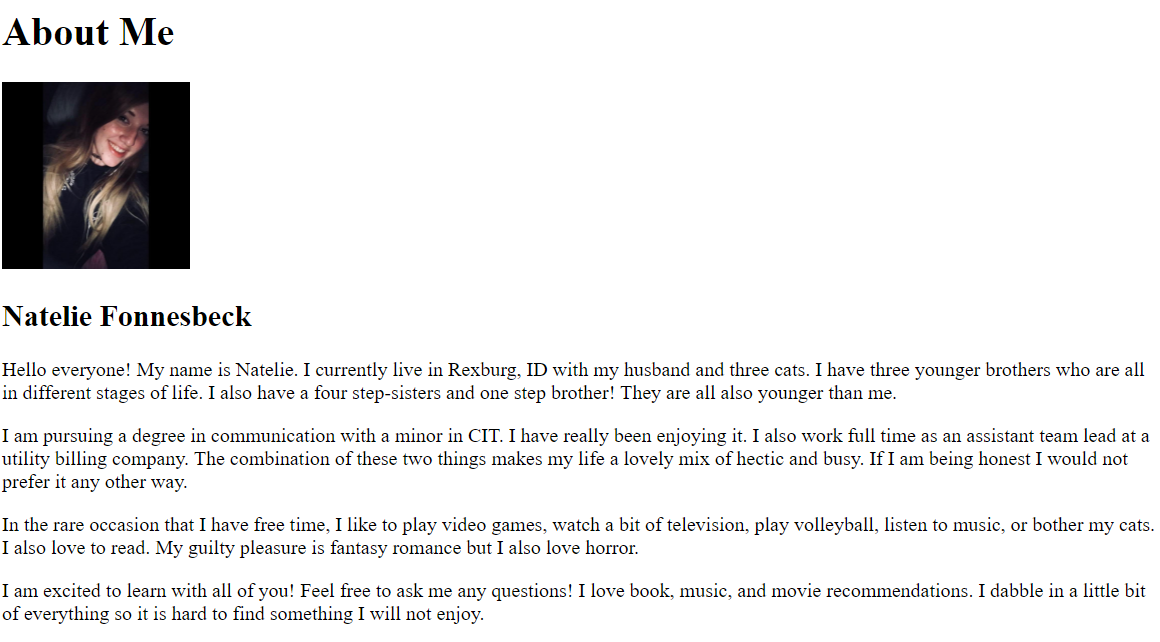 About Me
Natelie Fonnesbeck
Hello everyone! My name is Natelie. I currently live in Rexburg, ID with my husband and three cats. I have three younger brothers who are all
in different stages of life. I also have a four step-sisters and one step brother! They are all also younger than me.
I am pursuing a degree in communication with a minor in CIT. I have really been enjoying it. I also work full time as an assistant team lead at a
utility billing company. The combination of these two things makes my life a lovely mix of hectic and busy. If I am being honest I would not
prefer it any other way.
In the rare occasion that I have free time, I like to play video games, watch a bit of television, play volleyball, listen to music, or bother my cats.
I also love to read. My guilty pleasure is fantasy romance but I also love horror.
I am excited to learn with all of you! Feel free to ask me any questions! I love book, music, and movie recommendations. I dabble in a little bit
of everything so it is hard to find something I will not enjoy.